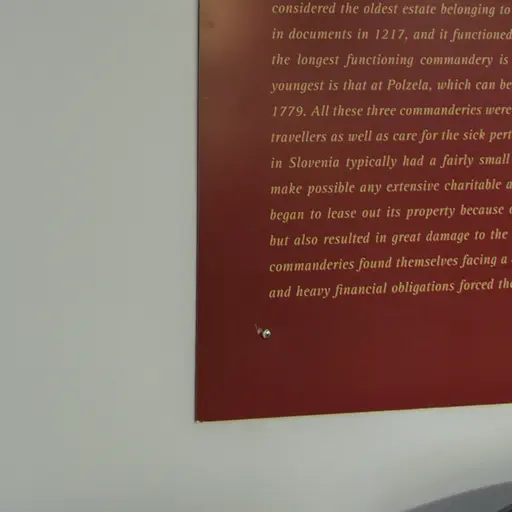 considered the oldest estate belonging to
in documents in 1217, and it functioned
the longest functioning commandery is
youngest is that at Polzela, which can be
1779. All these three commanderies were
travellers as well as care for the sick pert
in Slovenia typically had a fairly small
make possible any extensive charitable a
began to lease out its property because
but also resulted in great damage to the
commanderies found themselves facing a
and heavy financial obligations forced the